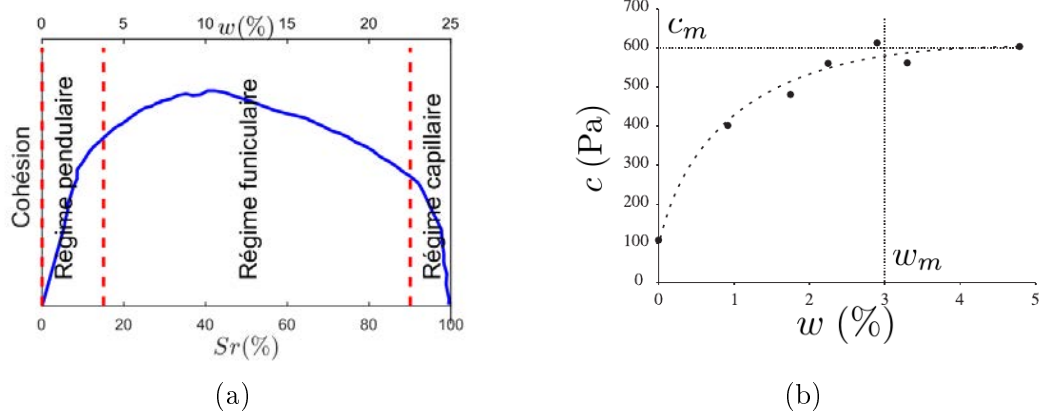 w(%)
0 5 10 15 20 25
Cohésion
Régime pendulaire
Régime funiculaire
Régime capillaire
0 20 40 60 80 100
Sr(%)
(a)
700
600
500
400
300
200
100
0
c (Pa)
c_m
w_m
0 1 2 3 4 5
w (%)
(b)